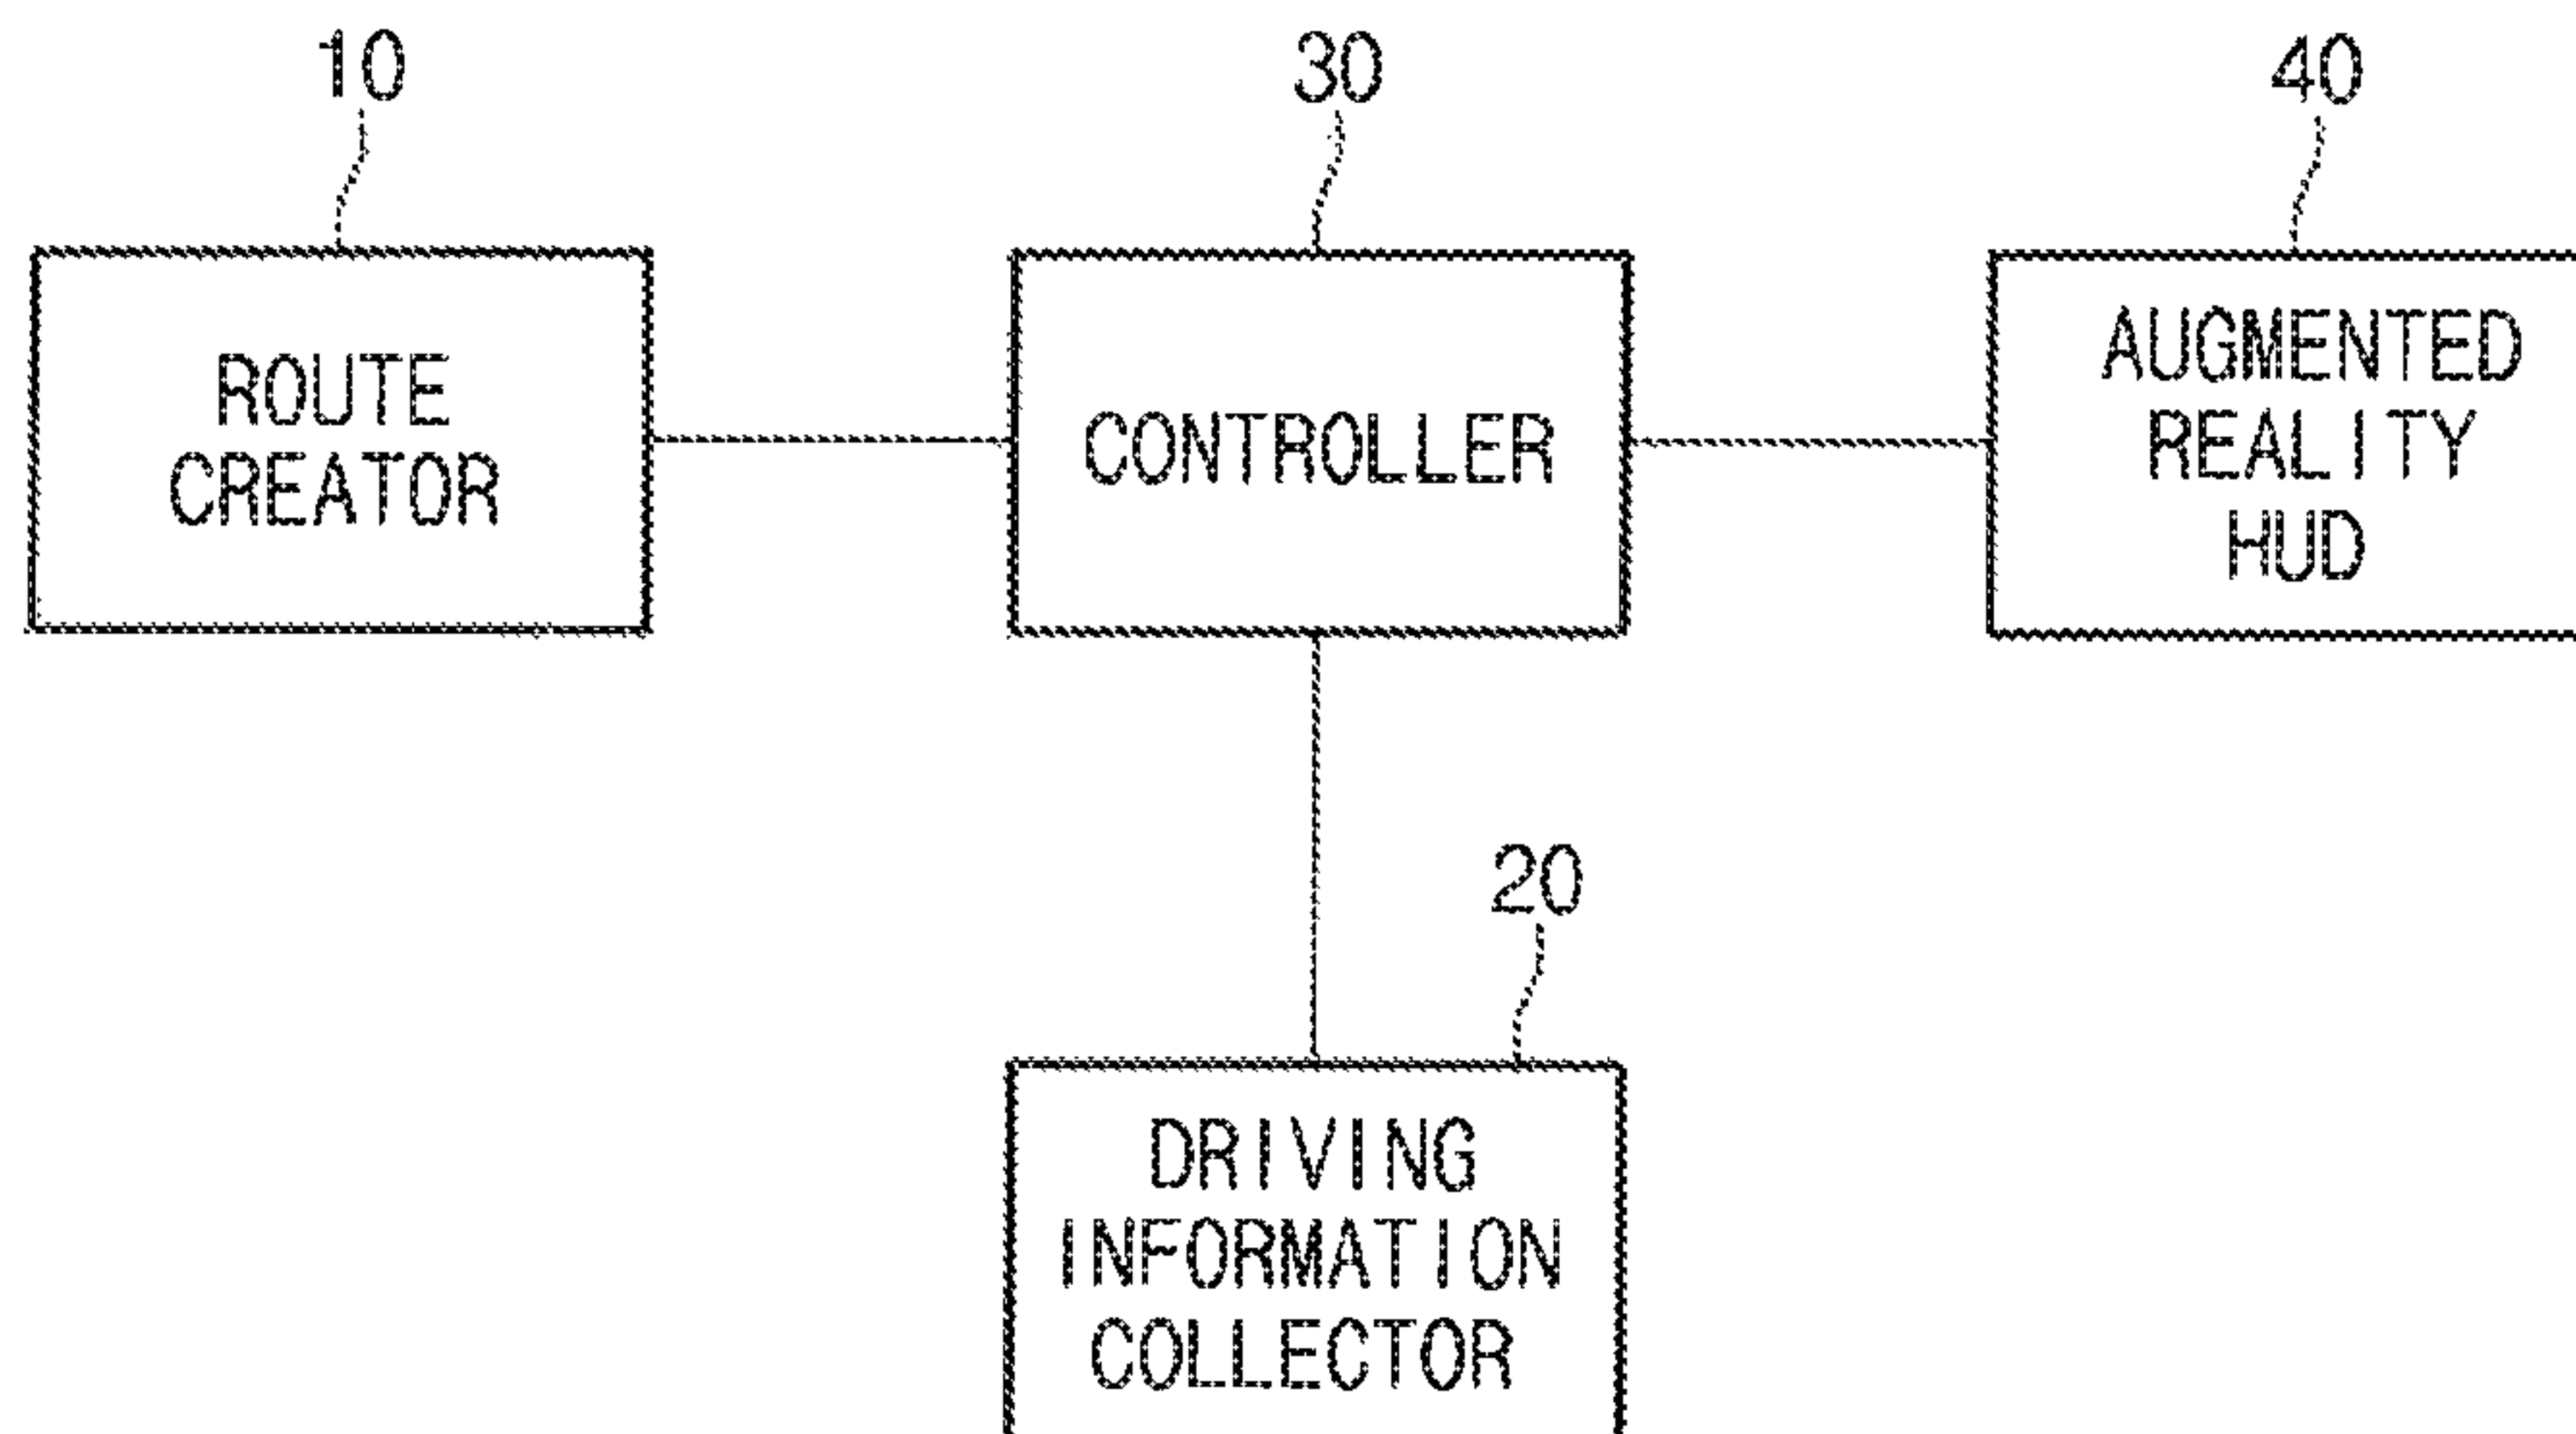 10
30
40
ROUTE
CREATOR
CONTROLLER
AUGMENTED
REALITY
HUD
20
DRIVING
INFORMATION
COLLECTOR